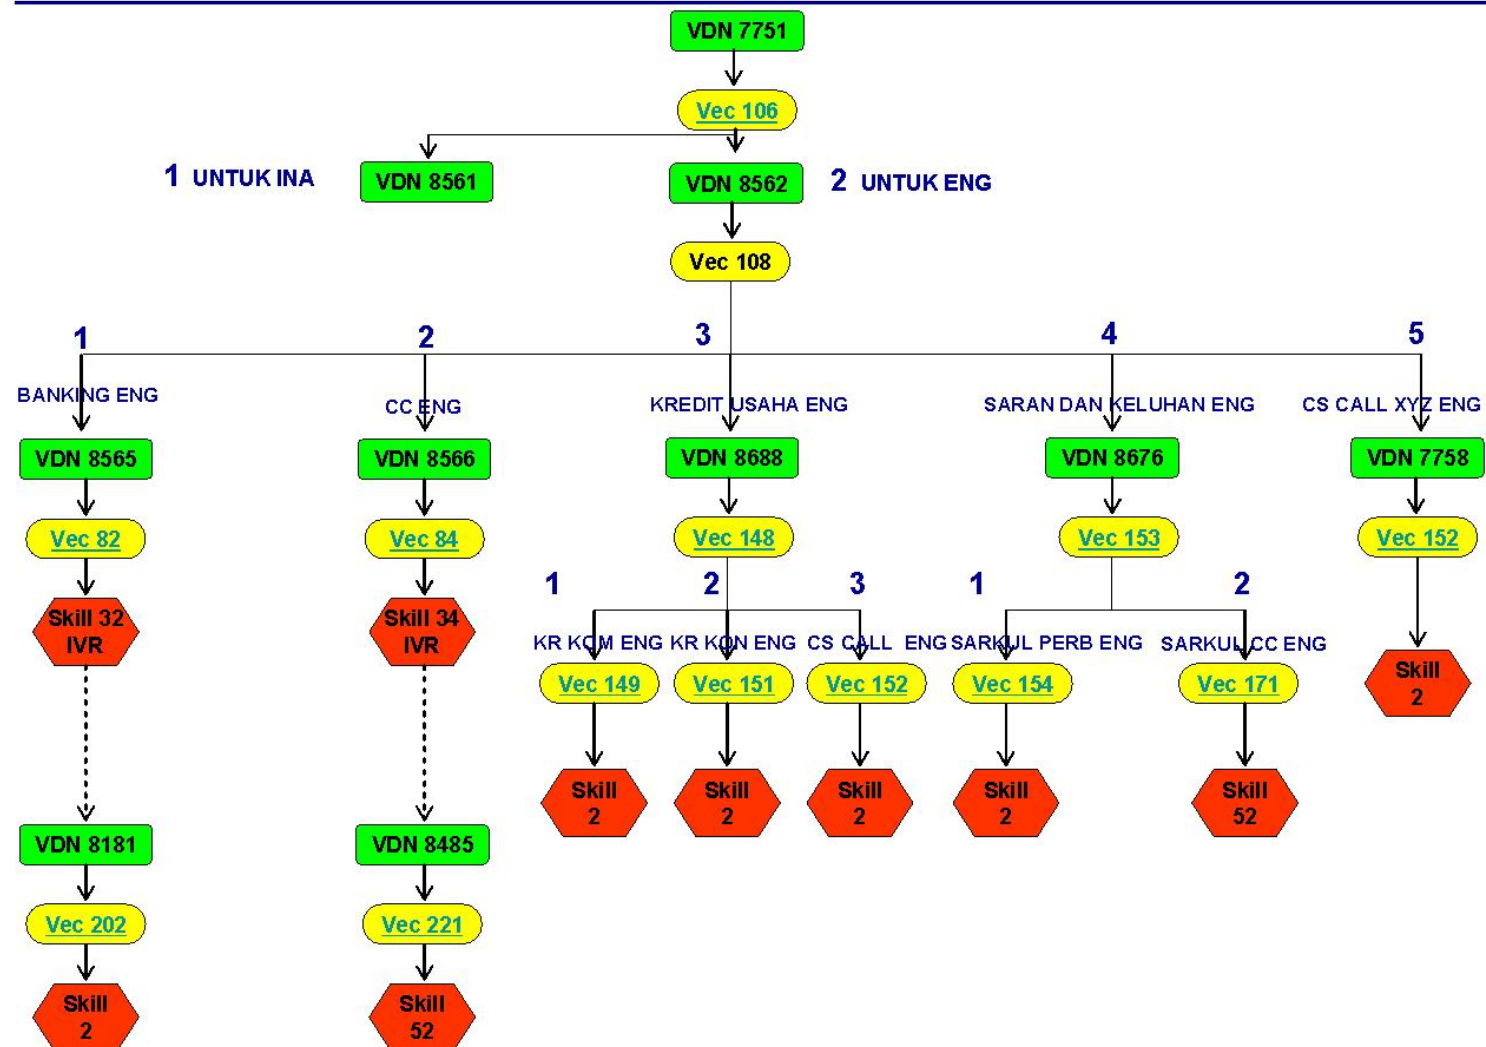 VDN 7751
Vec 106
1 UNTUK INA
VDN 8561
VDN 8562
2 UNTUK ENG
Vec 108
1
2
3
4
5
BANKING ENG
CC ENG
KREDIT USAHA ENG
SARAN DAN KELUHAN ENG
CS CALL XYZ ENG
VDN 8565
VDN 8566
VDN 8688
VDN 8676
VDN 7758
Vec 82
Vec 84
Vec 148
Vec 153
Vec 152
1
2
3
1
2
Skill 32
IVR
Skill 34
IVR
KR KOM ENG
KR KON ENG
CS CALL ENG
SARKUL PERB ENG
SARKUL CC ENG
Vec 149
Vec 151
Vec 152
Vec 154
Vec 171
Skill
2
Skill
2
Skill
2
Skill
2
Skill
2
Skill
52
VDN 8181
VDN 8485
Vec 202
Vec 221
Skill
2
Skill
52